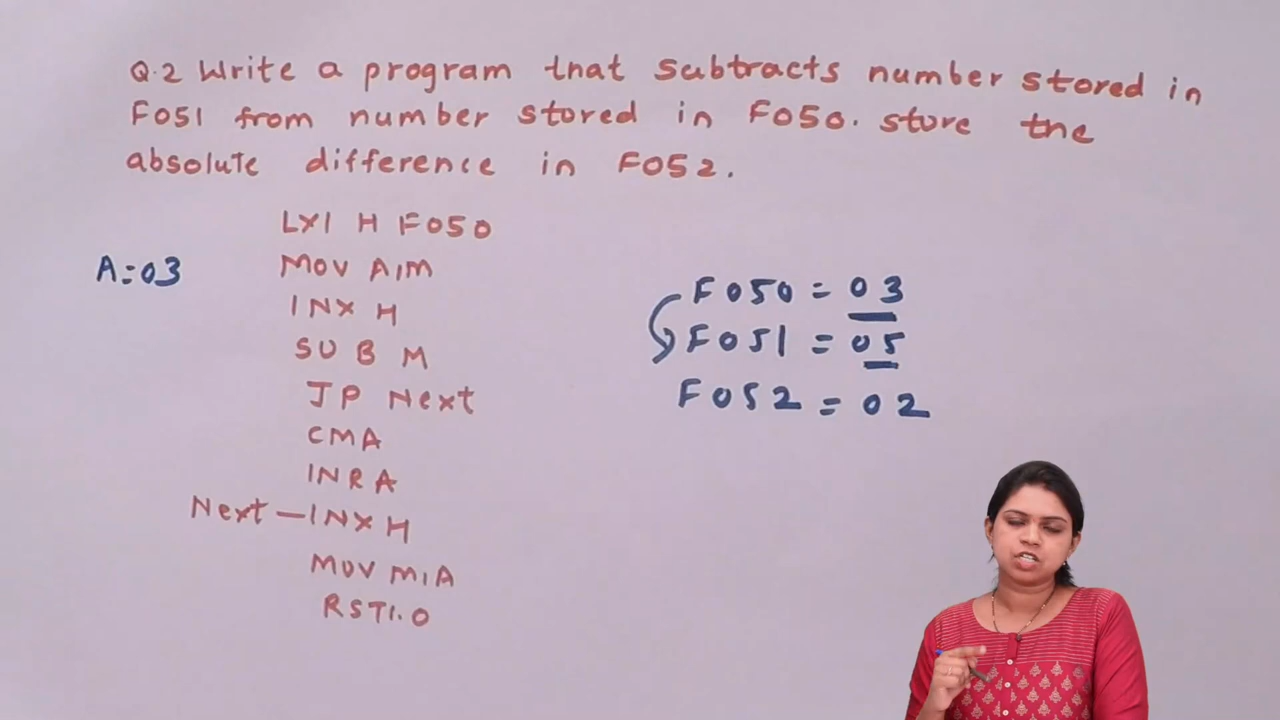 Q.2 Write a program that subtracts number stored in
F051 from number stored in F050. store the
absolute difference in F052.
LXI H F050
A=03
MOV A,M
INX H
SUB M
JP Next
CMA
INR A
Next — INX H
MOV M,A
RST1.0
F050 = 03
F051 = 05
F052 = 02